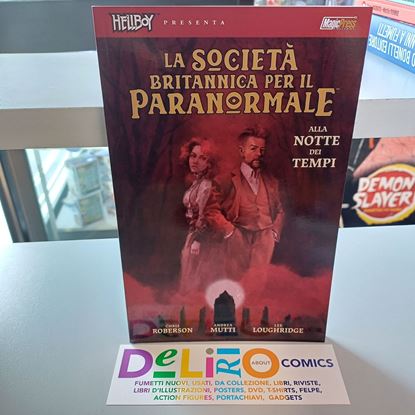 HELLBOY PRESENTA
MagicPress
LA SOCIETÀ
BRITANNICA PER IL
PARANORMALE™
ALLA
NOTTE
DEI
TEMPI
CHRIS ROBERSON
ANDREA MUTTI
LEE LOUGHRIDGE
DEMON
SLAYER
DeLiRIO ABOUT COMICS
FUMETTI NUOVI, USATI, DA COLLEZIONE, LIBRI, RIVISTE,
LIBRI D'ILLUSTRAZIONI, POSTERS, DVD, T-SHIRTS, FELPE,
ACTION FIGURES, PORTACHIAVI, GADGETS